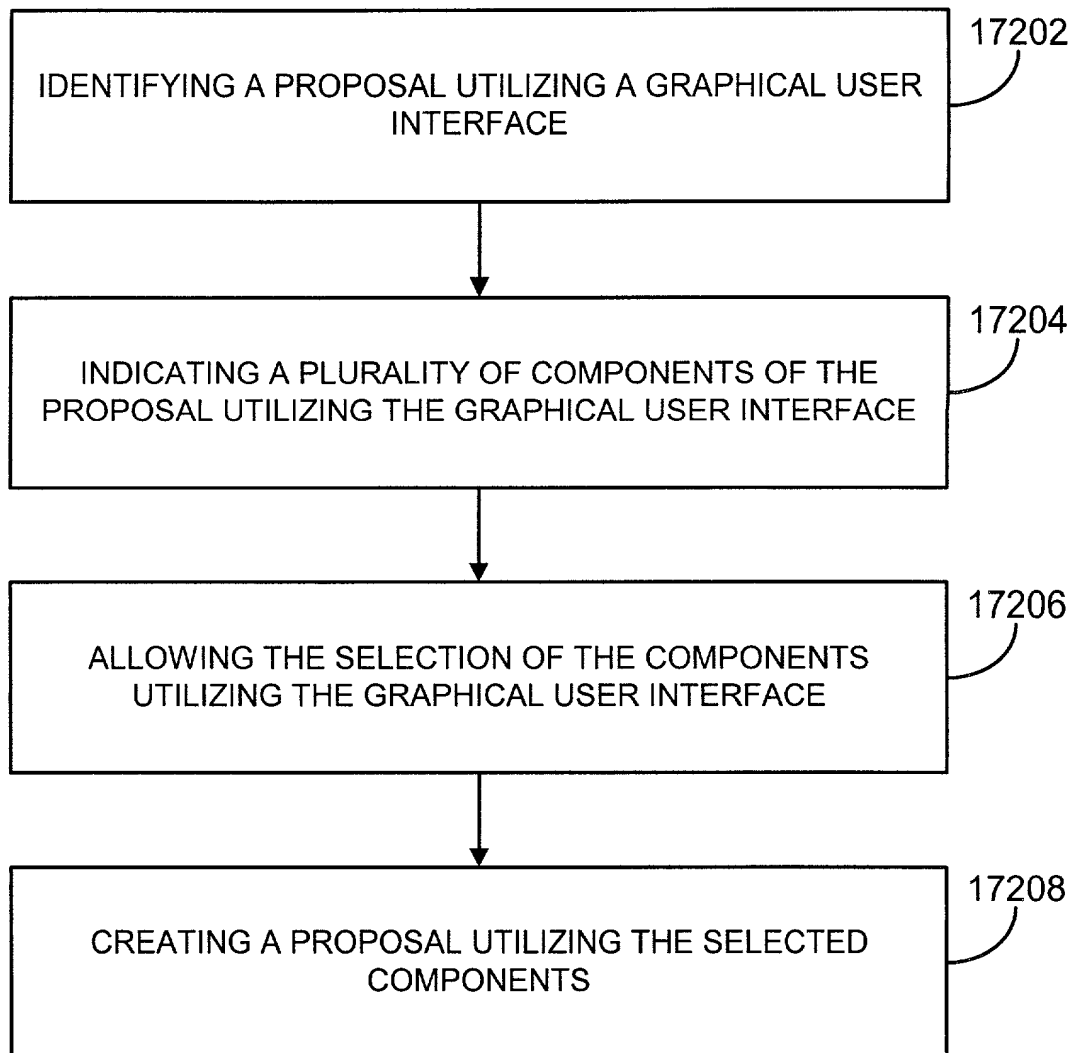 17202
IDENTIFYING A PROPOSAL UTILIZING A GRAPHICAL USER
INTERFACE
17204
INDICATING A PLURALITY OF COMPONENTS OF THE
PROPOSAL UTILIZING THE GRAPHICAL USER INTERFACE
17206
ALLOWING THE SELECTION OF THE COMPONENTS
UTILIZING THE GRAPHICAL USER INTERFACE
17208
CREATING A PROPOSAL UTILIZING THE SELECTED
COMPONENTS